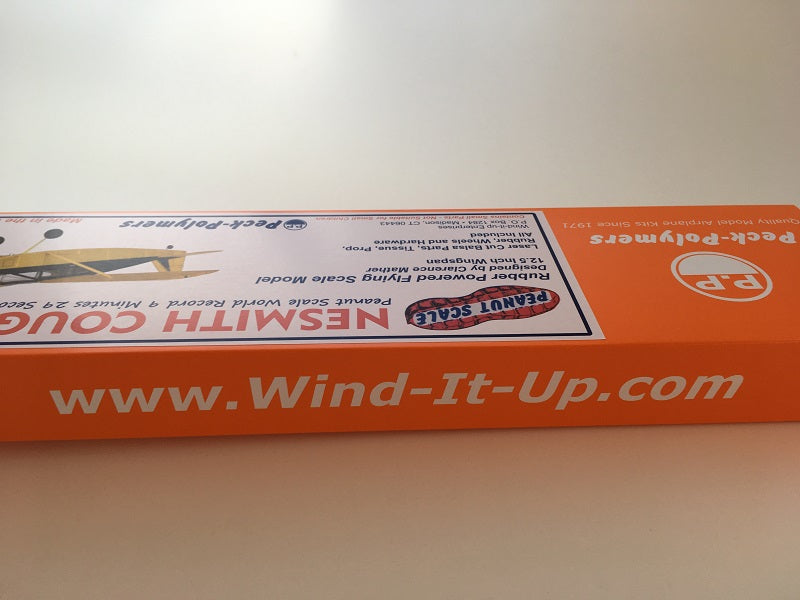 PEANUT SCALE
NESMITH COUG
Peanut Scale World Record 9 Minutes 29 Seco
Rubber Powered Flying Scale Model
Designed by Clarence Mather
12.5 Inch Wingspan
Laser Cut Balsa Parts, Tissue, Prop,
Rubber, Wheels and Hardware
All Included
Wind-it-up Enterprises
P.O. Box 1284 • Madison, CT 06443
Contains Small Parts - Not Suitable for Small Children
P.P
Peck-Polymers
Made in the
P.P
Peck-Polymers
Quality Model Airplane Kits Since 1971
www.Wind-It-Up.com